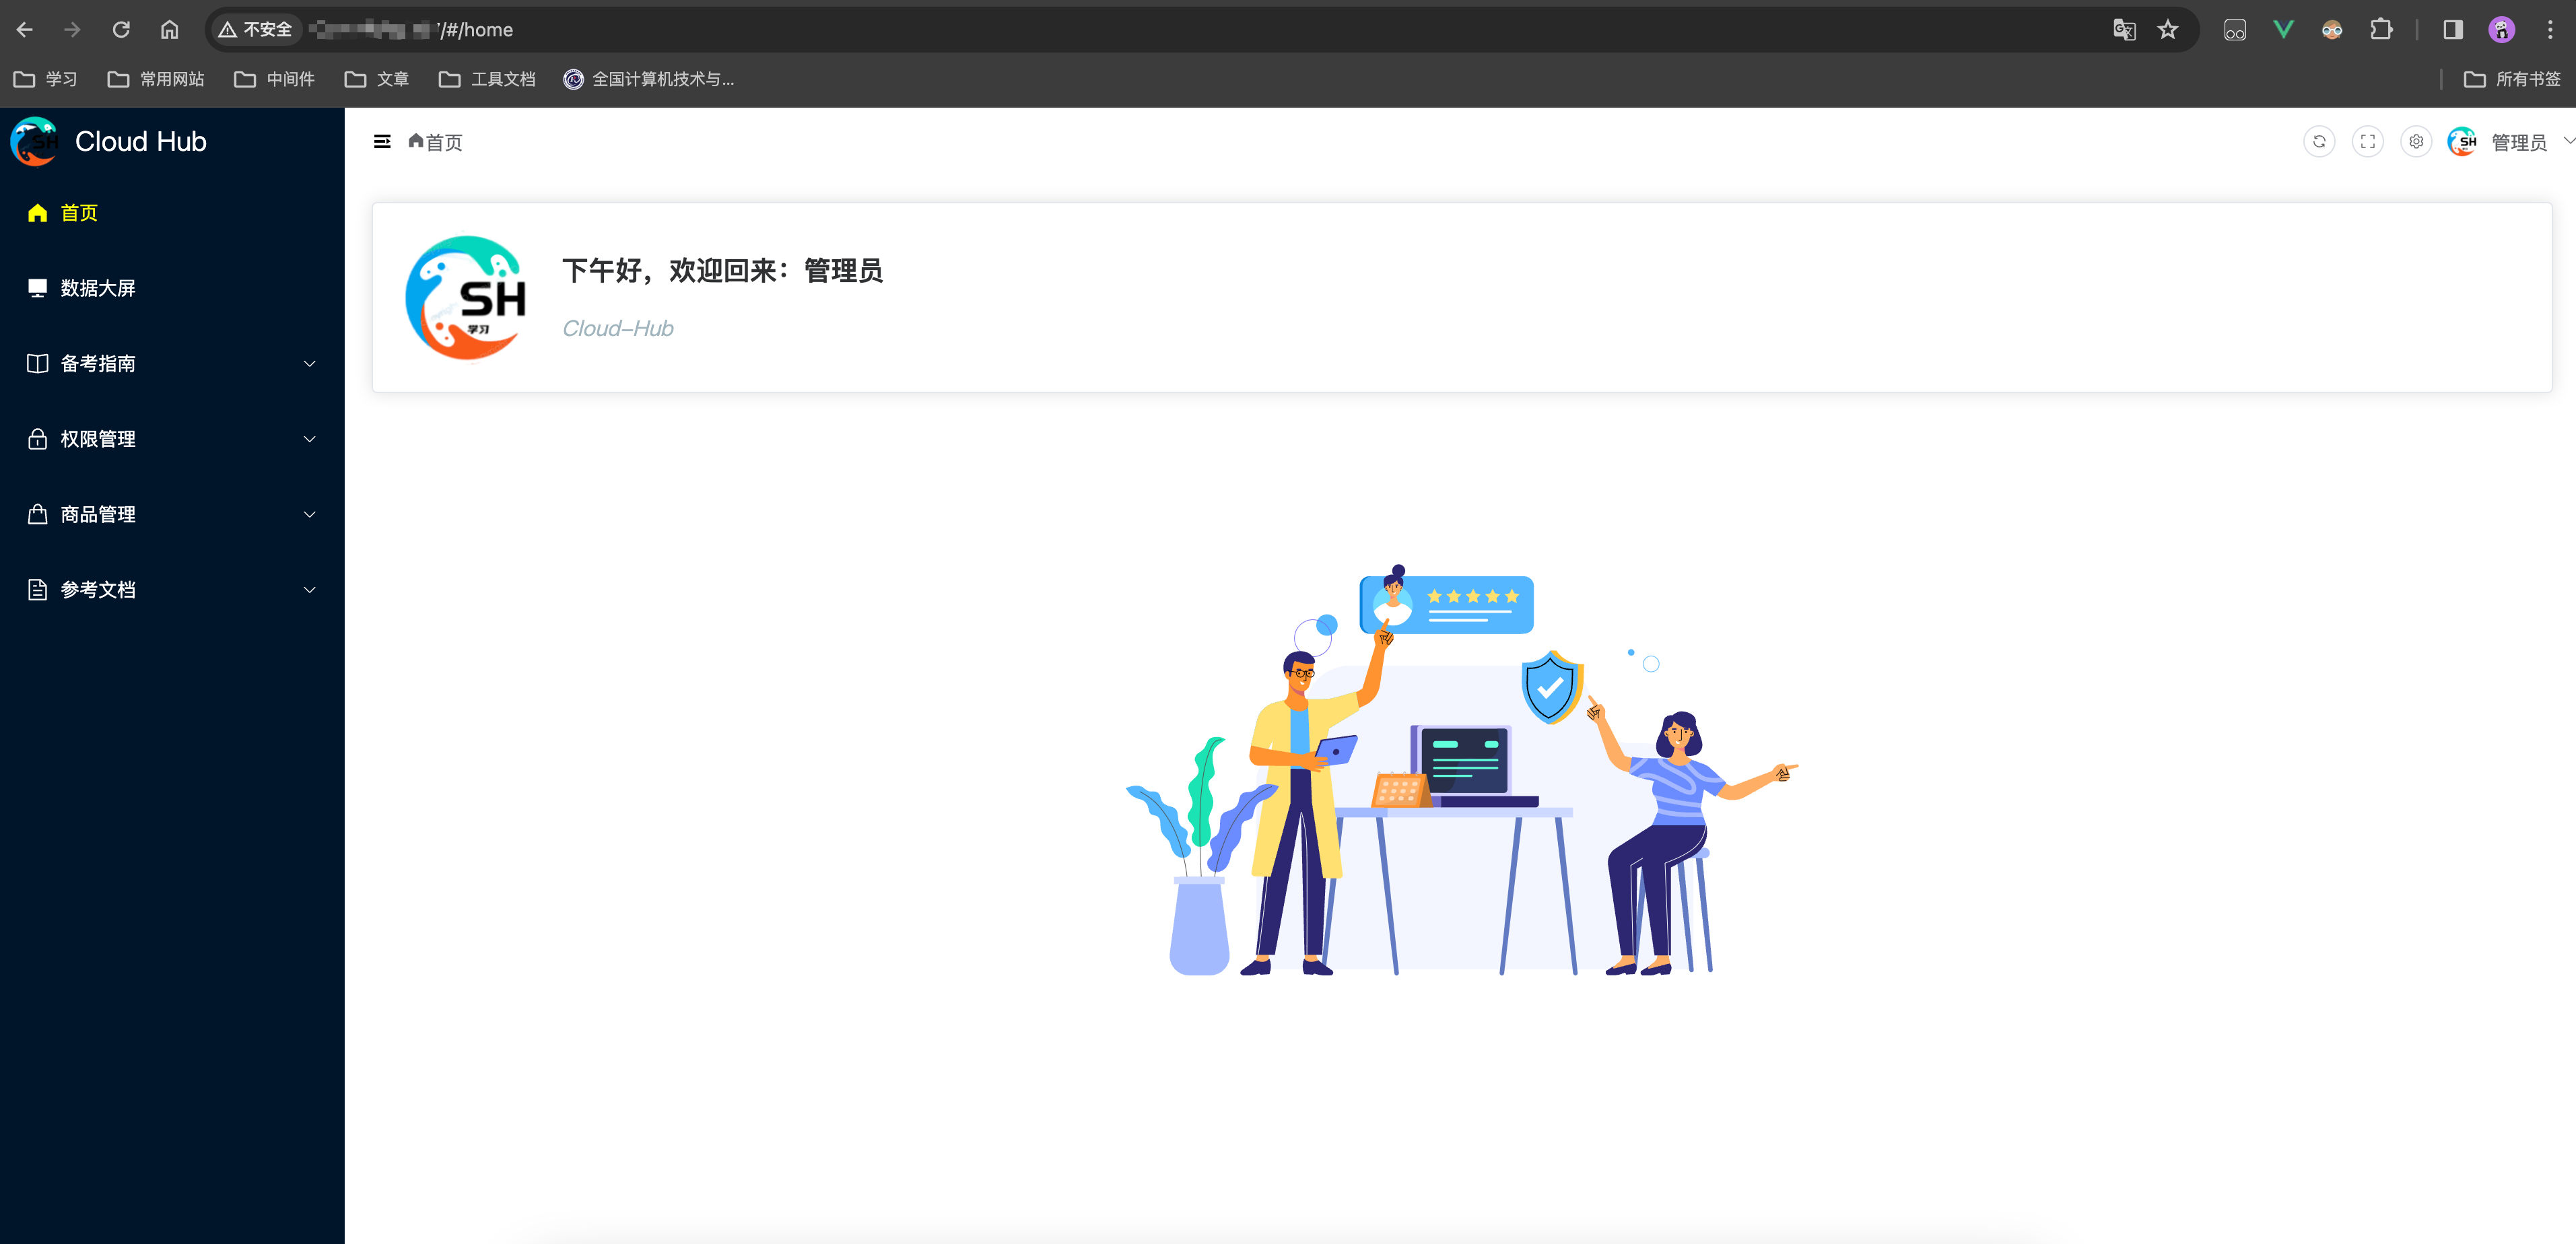 不安全 /#/home
学习 常用网站 中间件 文章 工具文档 全国计算机技术与... 所有书签
SH Cloud Hub
首页 SH 管理员
首页
数据大屏
备考指南
权限管理
商品管理
参考文档
SH
学习
下午好，欢迎回来：管理员
Cloud-Hub